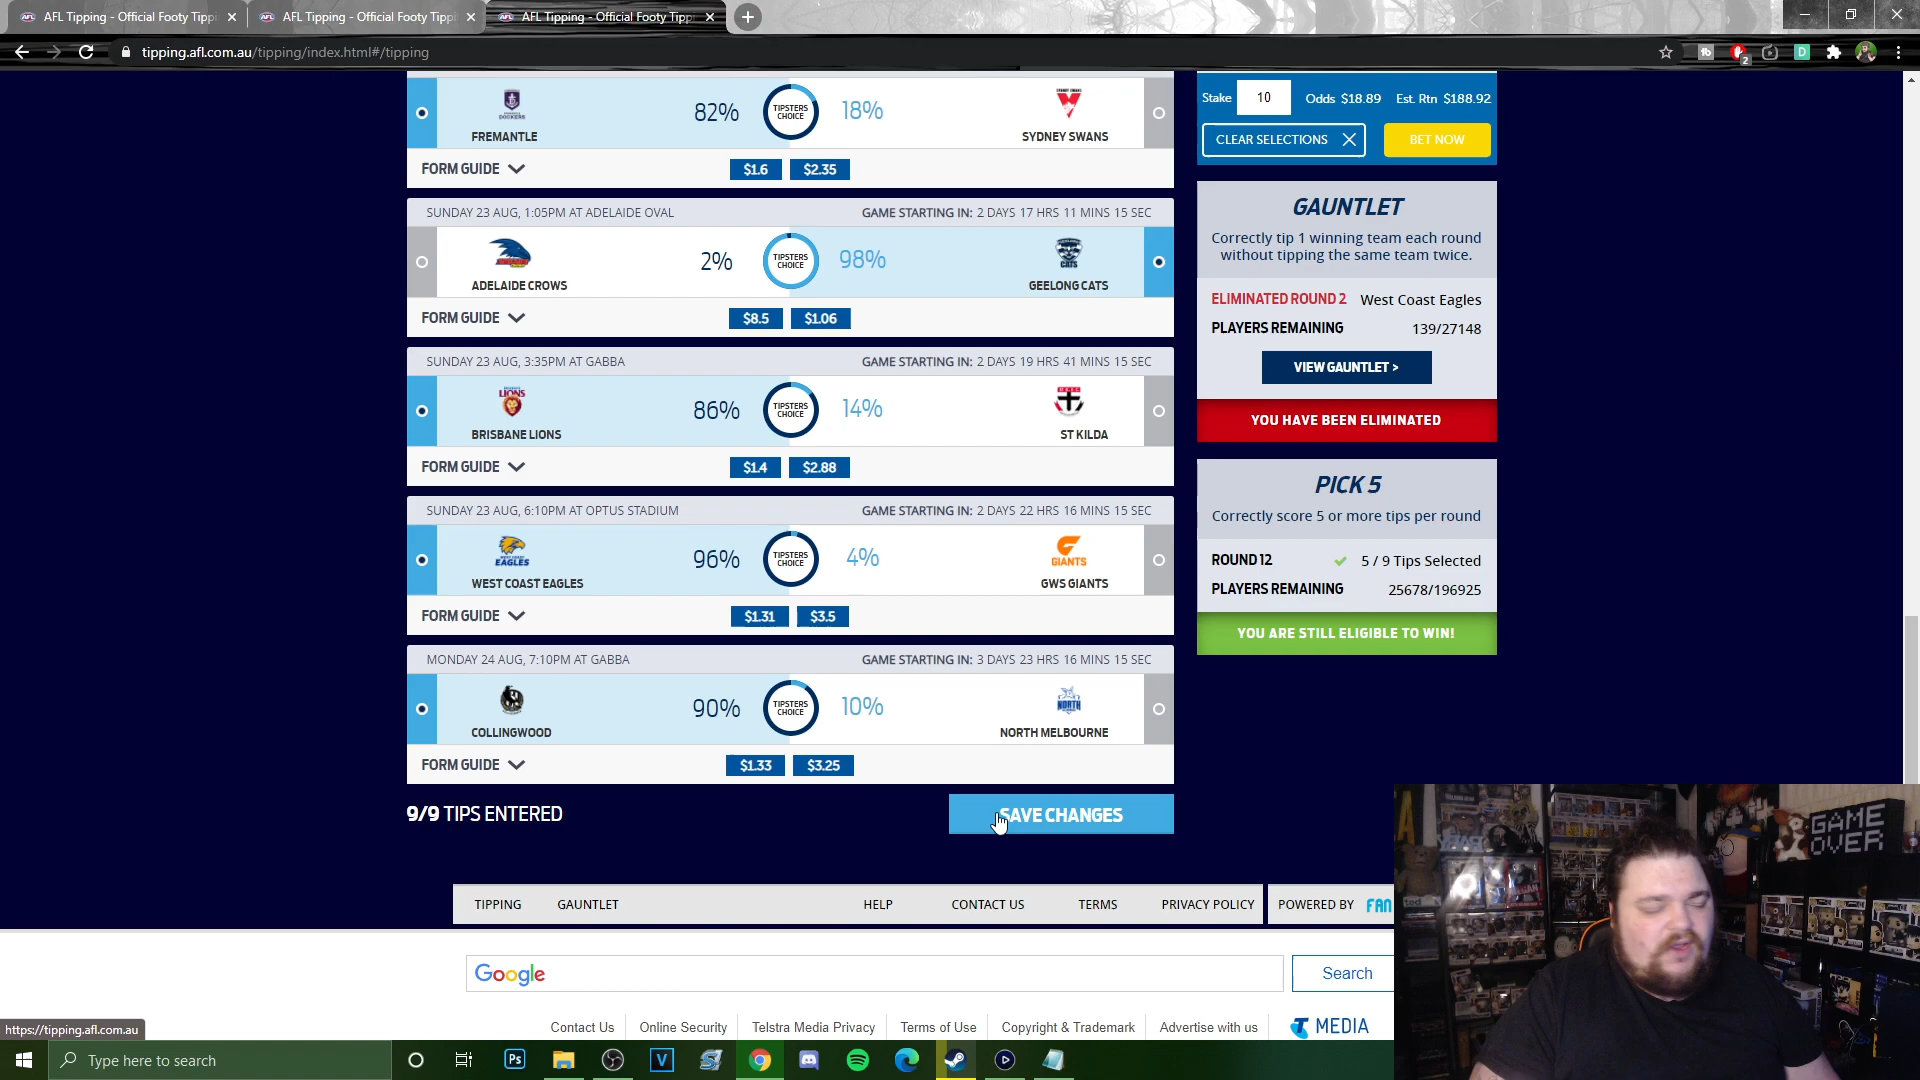 AFL Tipping - Official Footy Tippi
AFL Tipping - Official Footy Tippi
AFL Tipping - Official Footy Tippi
tipping.afl.com.au/tipping/index.html#/tipping
FREMANTLE
82%
TIPSTERS CHOICE
18%
SYDNEY SWANS
FORM GUIDE
$1.6
$2.35
SUNDAY 23 AUG, 1:05PM AT ADELAIDE OVAL
GAME STARTING IN: 2 DAYS 17 HRS 11 MINS 15 SEC
ADELAIDE CROWS
2%
TIPSTERS CHOICE
98%
CATS
GEELONG CATS
FORM GUIDE
$8.5
$1.06
SUNDAY 23 AUG, 3:35PM AT GABBA
GAME STARTING IN: 2 DAYS 19 HRS 41 MINS 15 SEC
LIONS
BRISBANE LIONS
86%
TIPSTERS CHOICE
14%
ST KILDA
FORM GUIDE
$1.4
$2.88
SUNDAY 23 AUG, 6:10PM AT OPTUS STADIUM
GAME STARTING IN: 2 DAYS 22 HRS 16 MINS 15 SEC
EAGLES
WEST COAST EAGLES
96%
TIPSTERS CHOICE
4%
GIANTS
GWS GIANTS
FORM GUIDE
$1.31
$3.5
MONDAY 24 AUG, 7:10PM AT GABBA
GAME STARTING IN: 3 DAYS 23 HRS 16 MINS 15 SEC
COLLINGWOOD
90%
TIPSTERS CHOICE
10%
NORTH
NORTH MELBOURNE
FORM GUIDE
$1.33
$3.25
9/9 TIPS ENTERED
SAVE CHANGES
Stake 10 Odds $18.89 Est. Rtn $188.92
CLEAR SELECTIONS
BET NOW
GAUNTLET
Correctly tip 1 winning team each round
without tipping the same team twice.
ELIMINATED ROUND 2 West Coast Eagles
PLAYERS REMAINING 139/27148
VIEW GAUNTLET >
YOU HAVE BEEN ELIMINATED
PICK 5
Correctly score 5 or more tips per round
ROUND 12 5 / 9 Tips Selected
PLAYERS REMAINING 25678/196925
YOU ARE STILL ELIGIBLE TO WIN!
TIPPING GAUNTLET HELP CONTACT US TERMS PRIVACY POLICY POWERED BY FAN
Google
Search
Contact Us Online Security Telstra Media Privacy Terms of Use Copyright & Trademark Advertise with us T MEDIA
https://tipping.afl.com.au
GAME
OVER
Type here to search
Ps